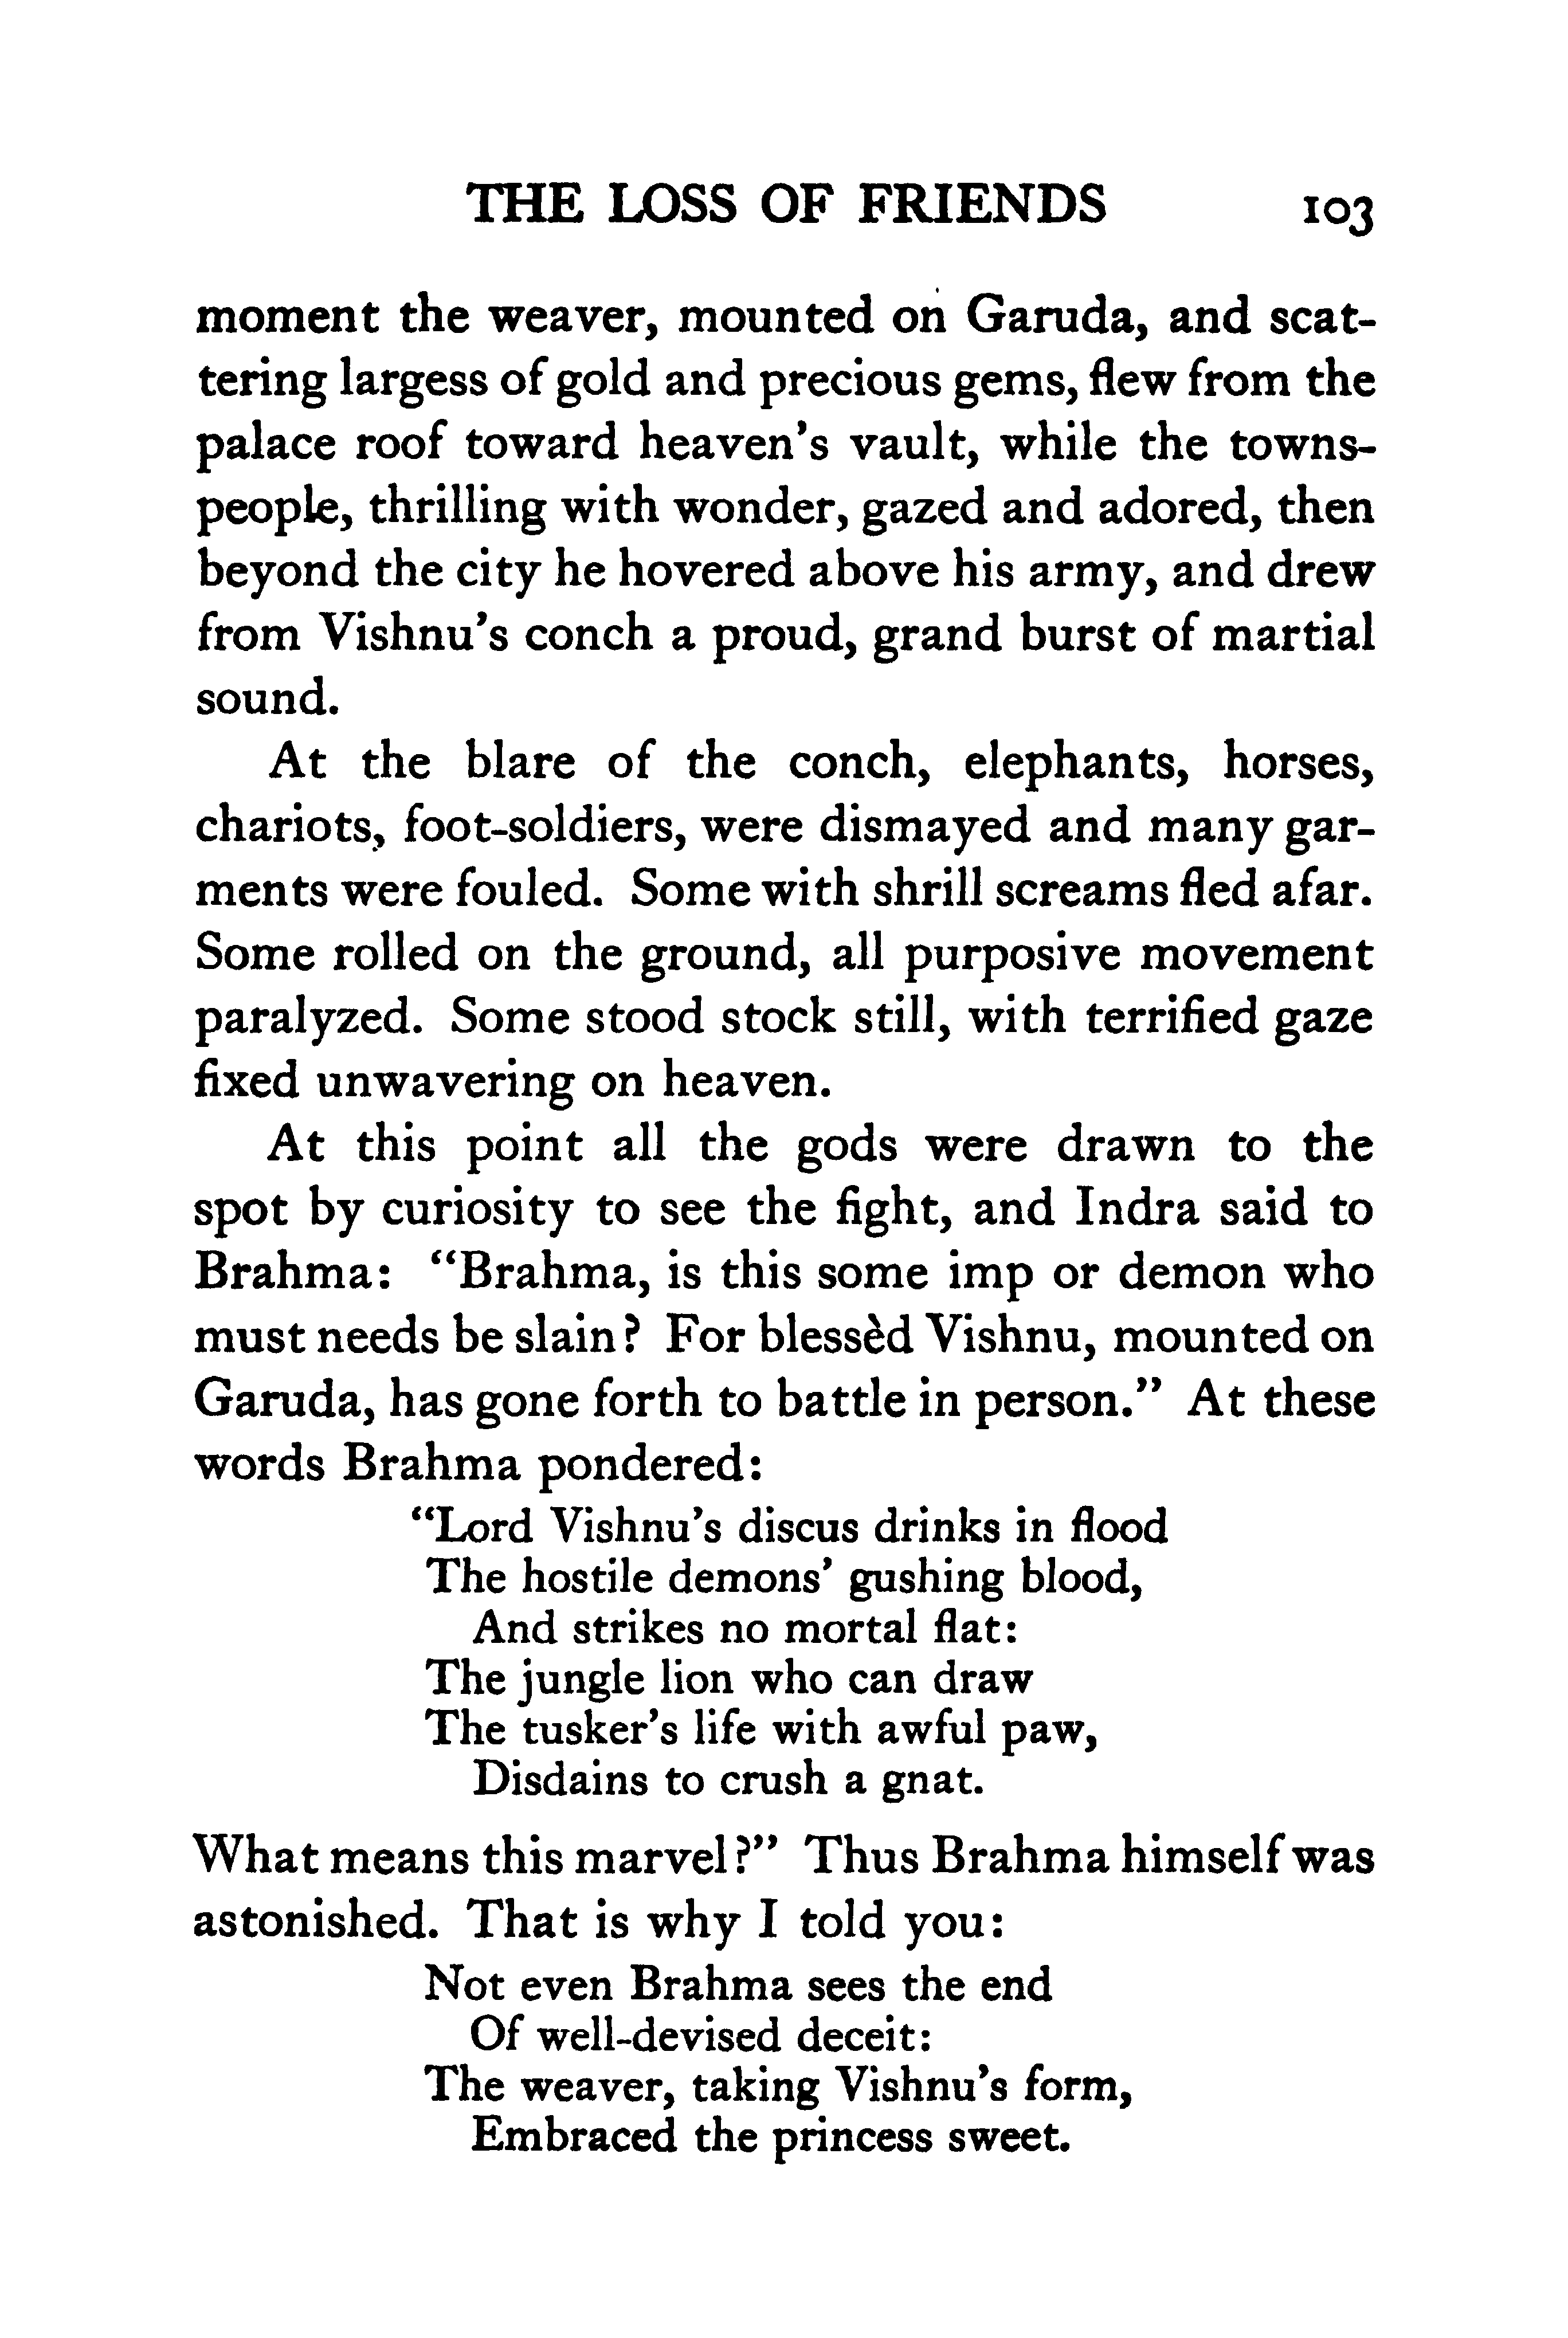 THE LOSS OF FRIENDS 103
moment the weaver, mounted on Garuda, and scat-
tering largess of gold and precious gems, flew from the
palace roof toward heaven's vault, while the towns-
people, thrilling with wonder, gazed and adored, then
beyond the city he hovered above his army, and drew
from Vishnu's conch a proud, grand burst of martial
sound.
At the blare of the conch, elephants, horses,
chariots, foot-soldiers, were dismayed and many gar-
ments were fouled. Some with shrill screams fled afar.
Some rolled on the ground, all purposive movement
paralyzed. Some stood stock still, with terrified gaze
fixed unwavering on heaven.
At this point all the gods were drawn to the
spot by curiosity to see the fight, and Indra said to
Brahma: “Brahma, is this some imp or demon who
must needs be slain? For blessèd Vishnu, mounted on
Garuda, has gone forth to battle in person.” At these
words Brahma pondered:
“Lord Vishnu's discus drinks in flood
The hostile demons' gushing blood,
And strikes no mortal flat:
The jungle lion who can draw
The tusker's life with awful paw,
Disdains to crush a gnat.
What means this marvel?” Thus Brahma himself was
astonished. That is why I told you:
Not even Brahma sees the end
Of well-devised deceit:
The weaver, taking Vishnu's form,
Embraced the princess sweet.